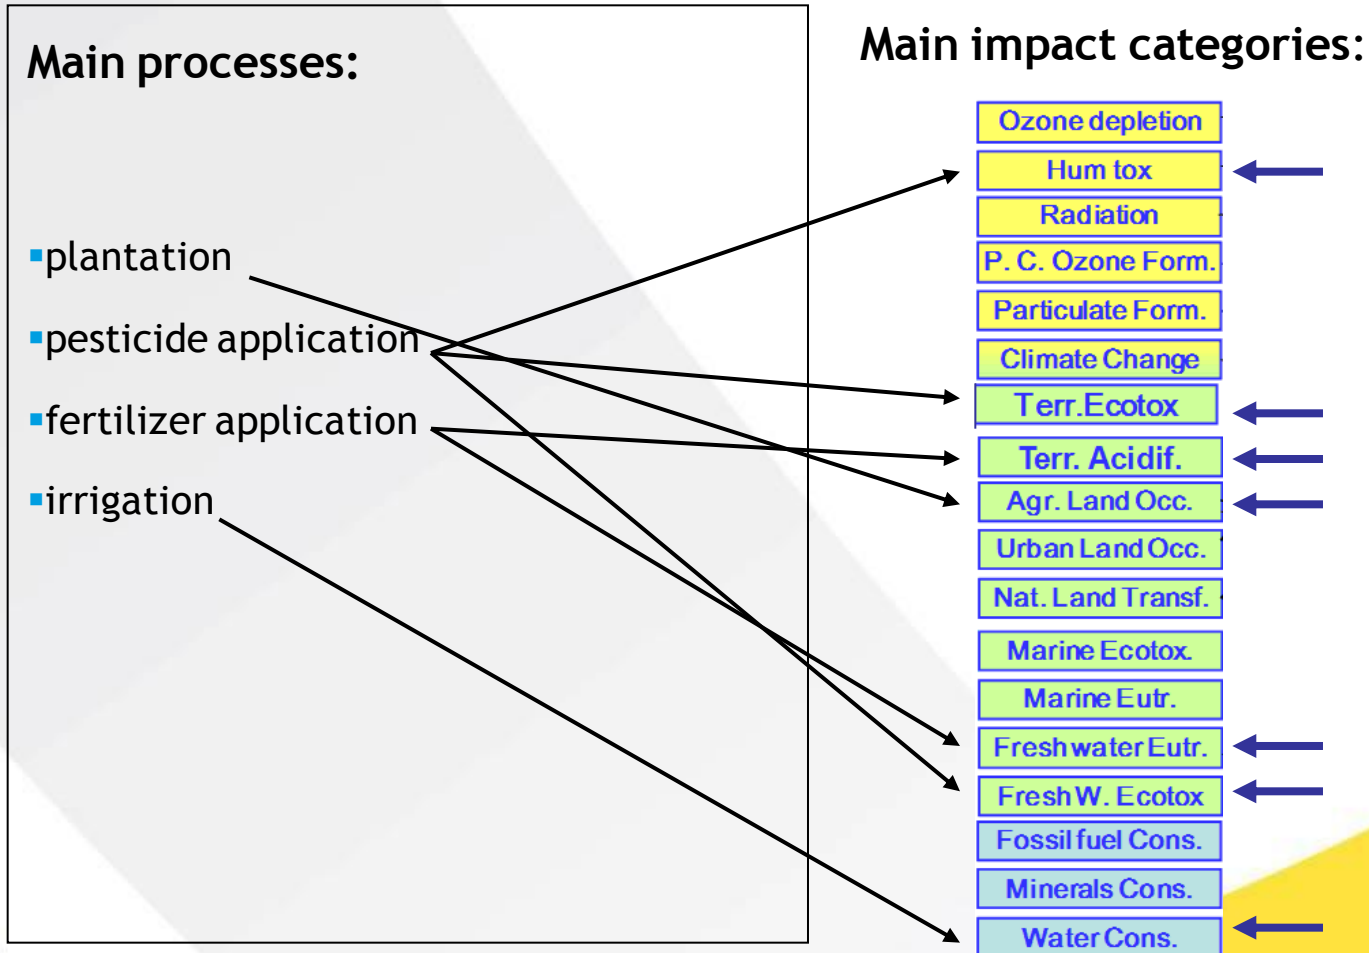 Main processes:
▪plantation
▪pesticide application
▪fertilizer application
▪irrigation
Main impact categories:
Ozone depletion
Hum tox
Radiation
P. C. Ozone Form.
Particulate Form.
Climate Change
Terr.Ecotox
Terr. Acidif.
Agr. Land Occ.
Urban Land Occ.
Nat. Land Transf.
Marine Ecotox.
Marine Eutr.
Freshwater Eutr.
Fresh W. Ecotox
Fossil fuel Cons.
Minerals Cons.
Water Cons.